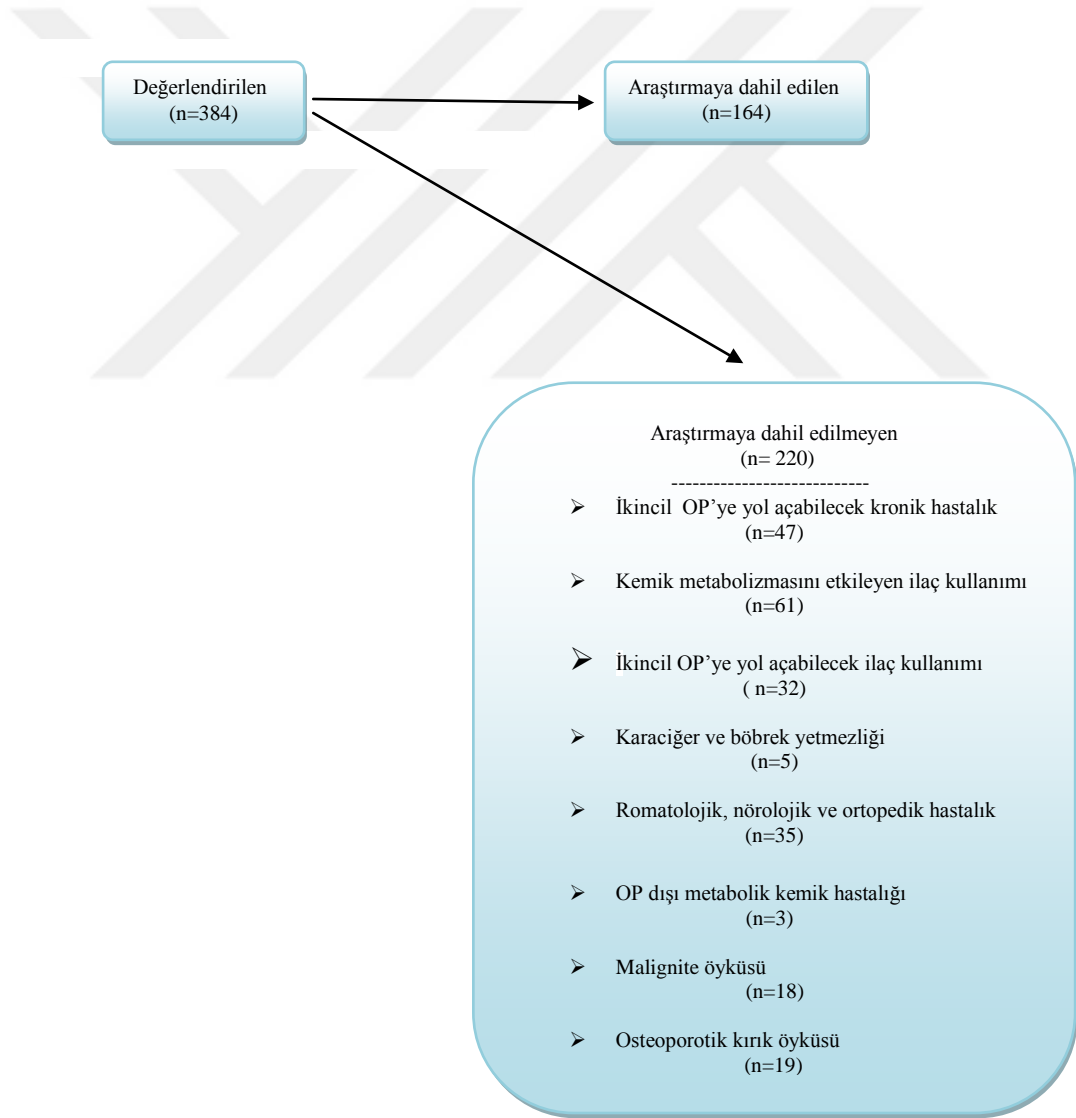 Değerlendirilen
(n=384)
Araştırmaya dahil edilen
(n=164)
Araştırmaya dahil edilmeyen
(n= 220)
----------------------------
➢ İkincil OP’ye yol açabilecek kronik hastalık
(n=47)
➢ Kemik metabolizmasını etkileyen ilaç kullanımı
(n=61)
➢ İkincil OP’ye yol açabilecek ilaç kullanımı
( n=32)
➢ Karaciğer ve böbrek yetmezliği
(n=5)
➢ Romatolojik, nörolojik ve ortopedik hastalık
(n=35)
➢ OP dışı metabolik kemik hastalığı
(n=3)
➢ Malignite öyküsü
(n=18)
➢ Osteoporotik kırık öyküsü
(n=19)